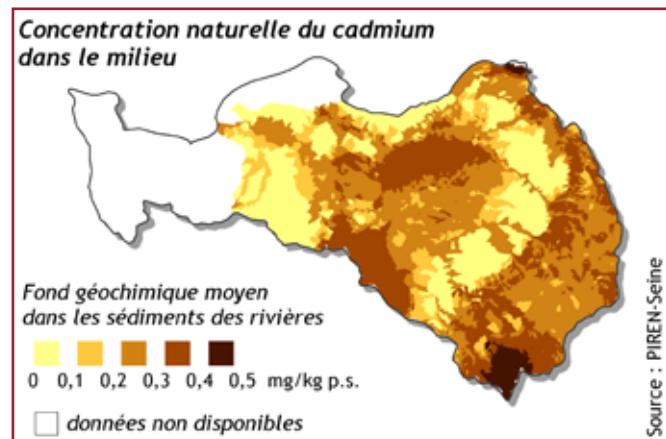 Concentration naturelle du cadmium
dans le milieu
Fond géochimique moyen
dans les sédiments des rivières
0 0,1 0,2 0,3 0,4 0,5 mg/kg p.s.
données non disponibles
Source : PIREN-Seine